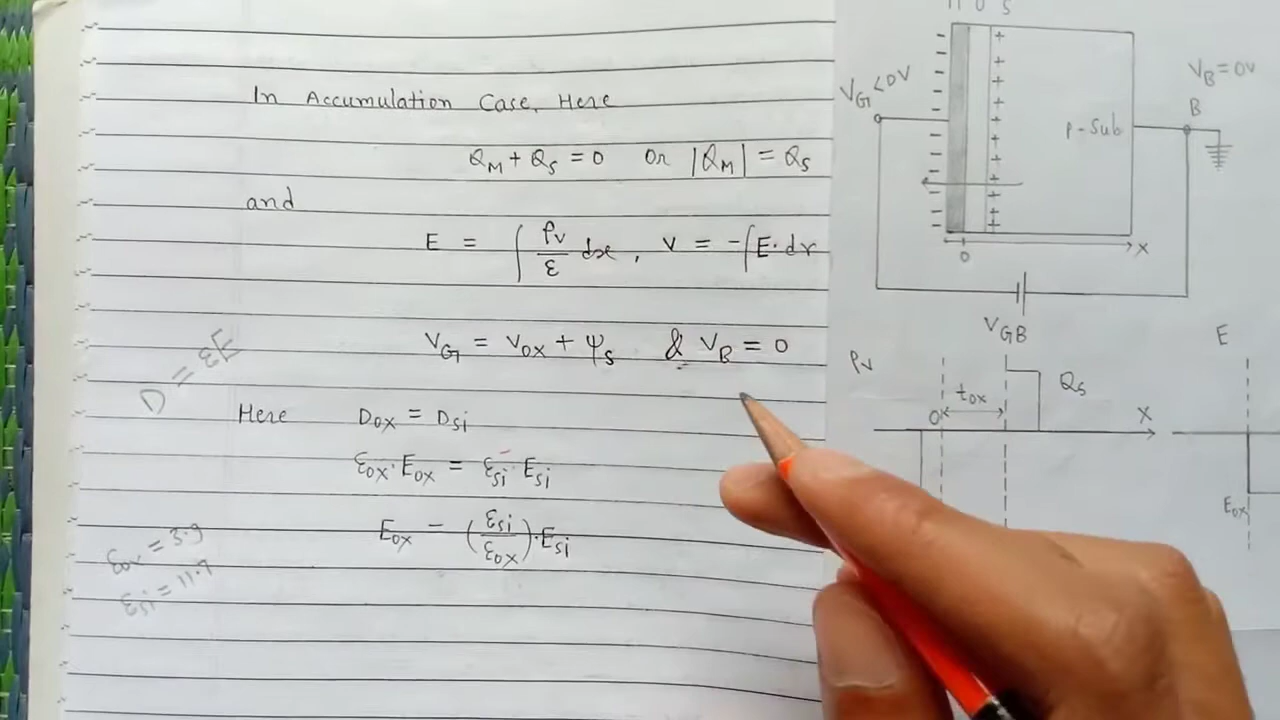 In Accumulation Case, Here
Q_M + Q_S = 0 or |Q_M| = Q_S
and
E = ∫ ρ_v/ε dx, V = -∫E·dr
V_G = V_ox + ψ_s & V_B = 0
D = εE
Here D_ox = D_si
ε_ox · E_ox = ε_si · E_si
E_ox = (ε_si/ε_ox) · E_si
ε_ox = 3.9
ε_si = 11.7
M O S
V_G < 0V
V_B = 0V
B
p-Sub
0
x
V_GB
ρ_v
Q_S
0
t_ox
X
E
E_ox